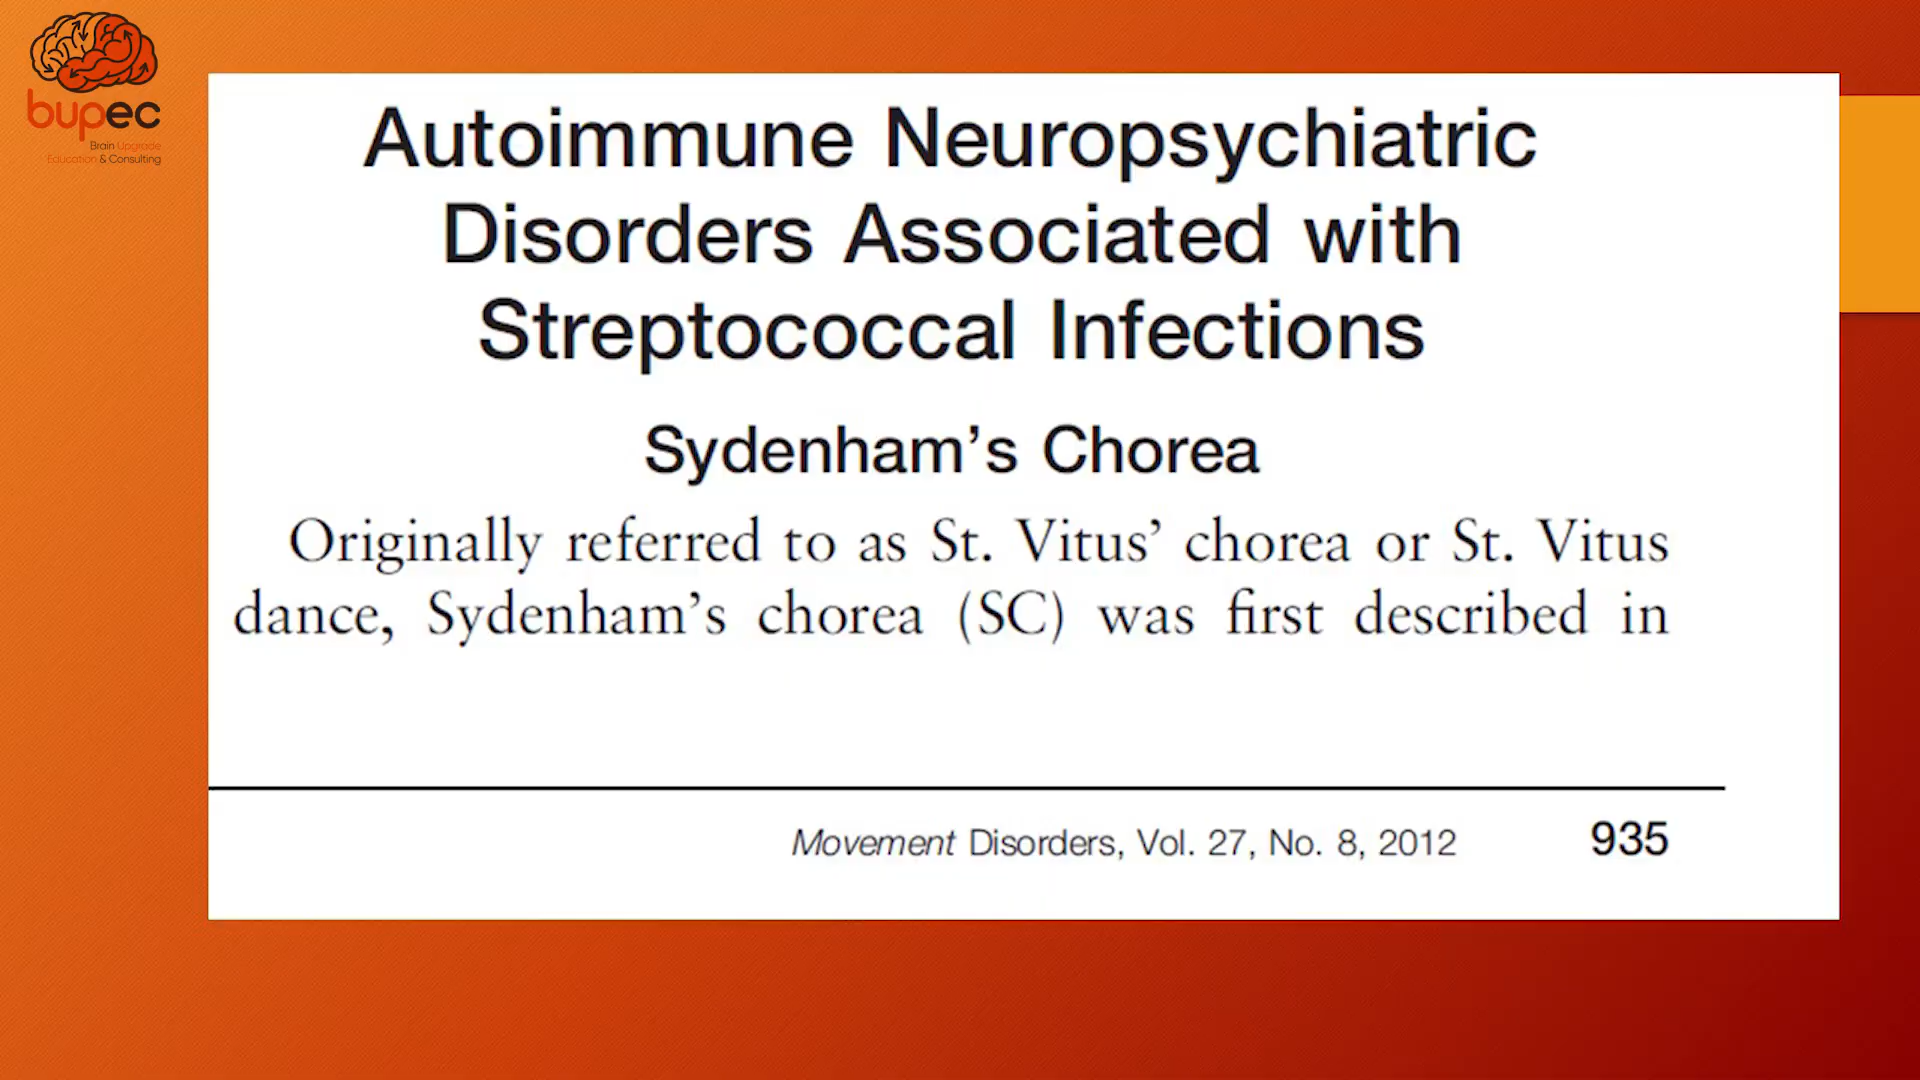 bupec
Brain Upgrade
Education & Consulting
Autoimmune Neuropsychiatric
Disorders Associated with
Streptococcal Infections
Sydenham’s Chorea
Originally referred to as St. Vitus’ chorea or St. Vitus
dance, Sydenham’s chorea (SC) was first described in
Movement Disorders, Vol. 27, No. 8, 2012 935